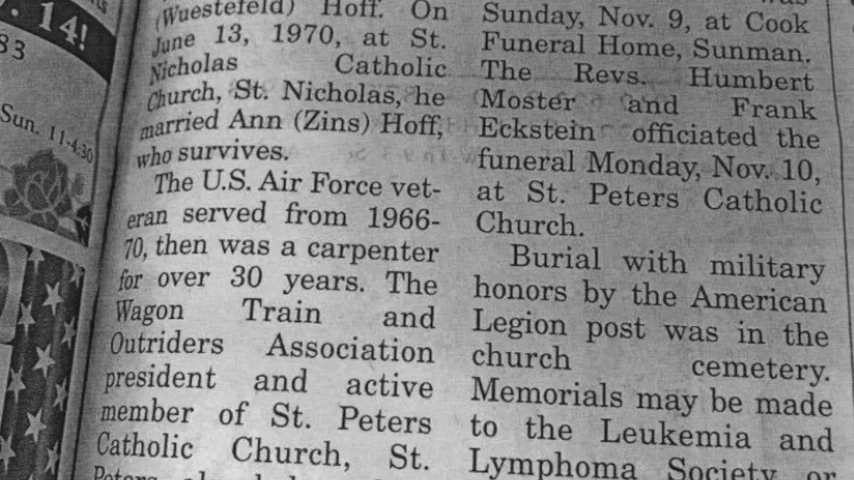 . 14!
83
Sun. 11-4:30
(Wuestefeld) Hoff. On
June 13, 1970, at St.
Nicholas Catholic
Church, St. Nicholas, he
married Ann (Zins) Hoff,
who survives.
The U.S. Air Force vet-
eran served from 1966-
70, then was a carpenter
for over 30 years. The
Wagon Train and
Outriders Association
president and active
member of St. Peters
Catholic Church, St.
Peters
Sunday, Nov. 9, at Cook
Funeral Home, Sunman.
The Revs. Humbert
Moster and Frank
Eckstein officiated the
funeral Monday, Nov. 10,
at St. Peters Catholic
Church.
Burial with military
honors by the American
Legion post was in the
church cemetery.
Memorials may be made
to the Leukemia and
Lymphoma Society or